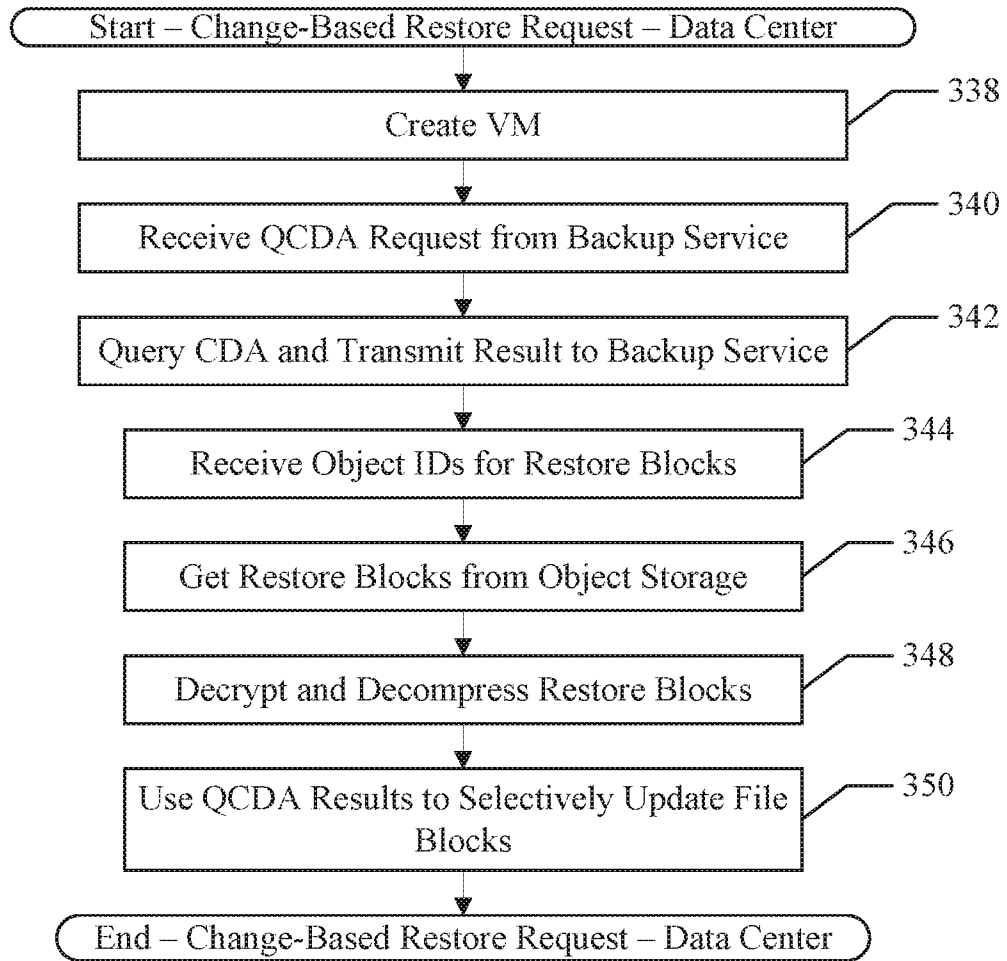 Start – Change-Based Restore Request – Data Center
338
Create VM
340
Receive QCDA Request from Backup Service
342
Query CDA and Transmit Result to Backup Service
344
Receive Object IDs for Restore Blocks
346
Get Restore Blocks from Object Storage
348
Decrypt and Decompress Restore Blocks
350
Use QCDA Results to Selectively Update File
Blocks
End – Change-Based Restore Request – Data Center